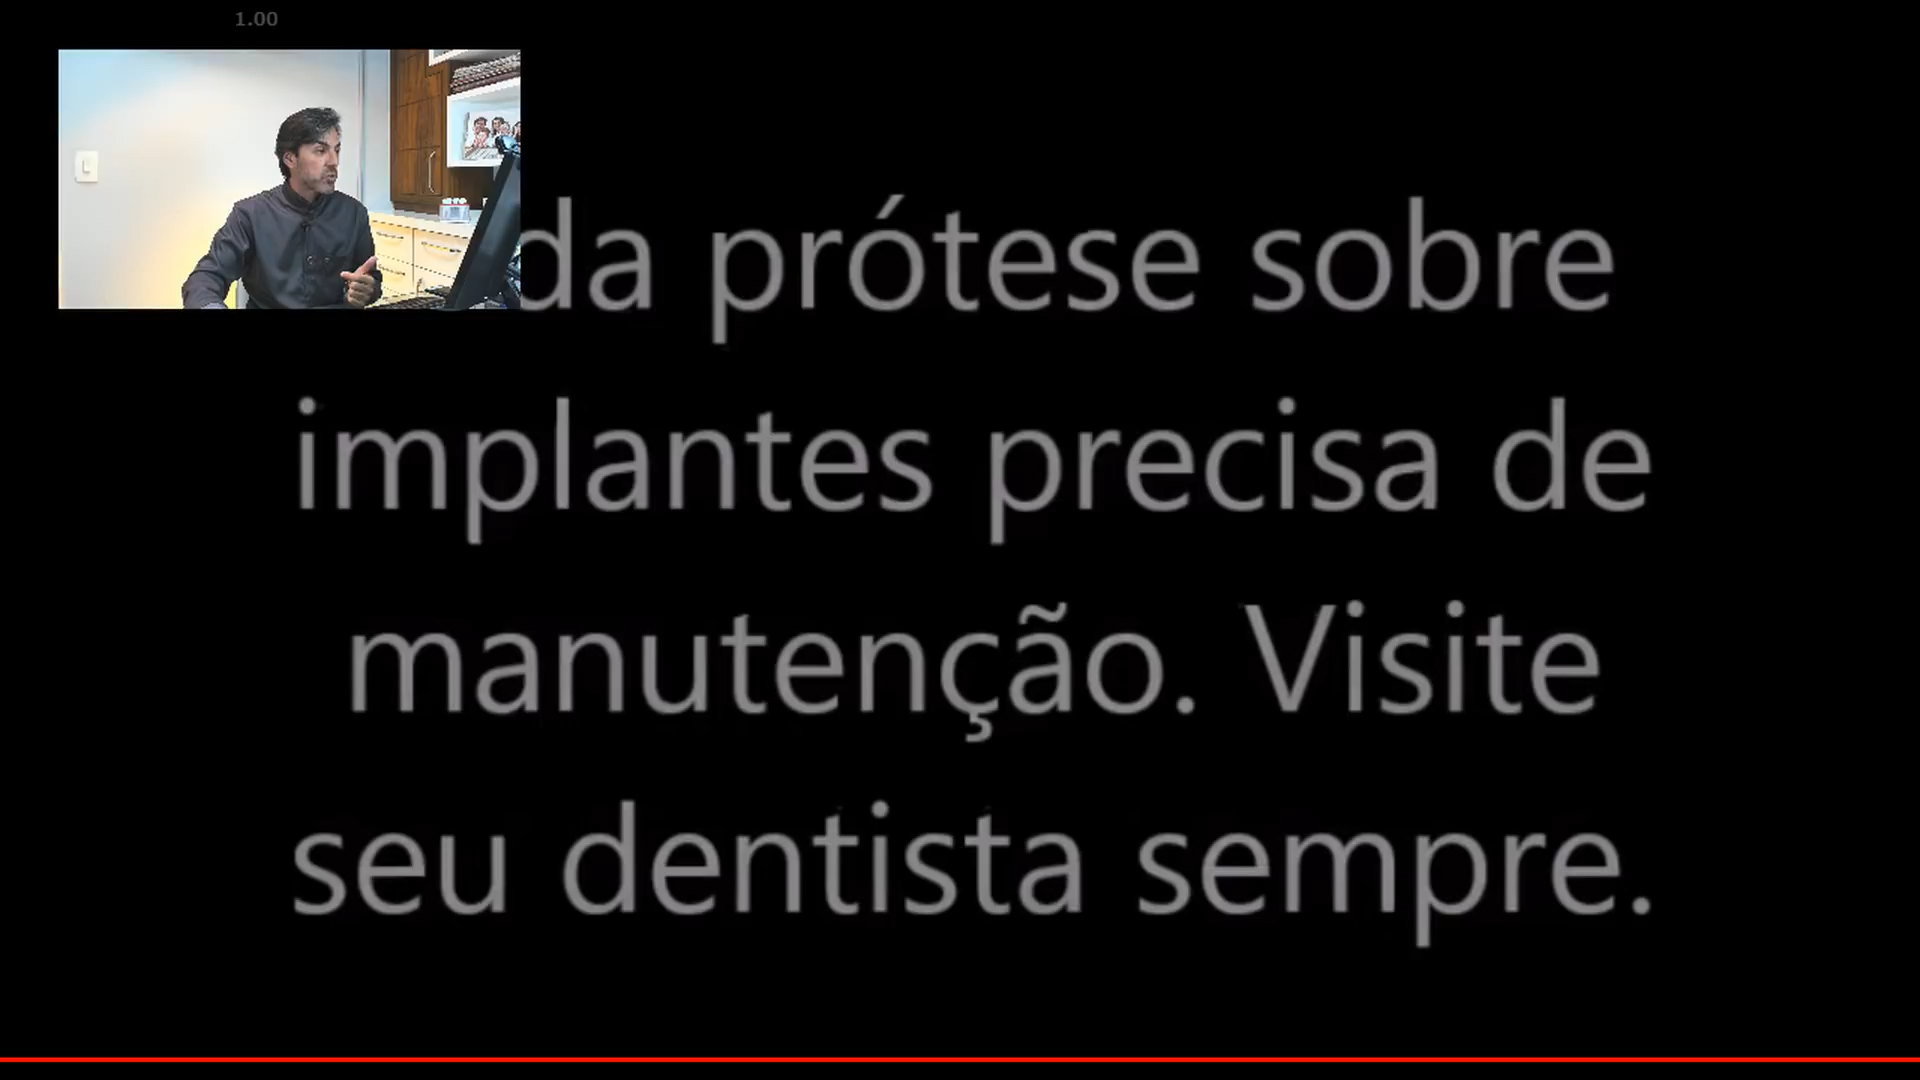 1.00
da prótese sobre
implantes precisa de
manutenção. Visite
seu dentista sempre.